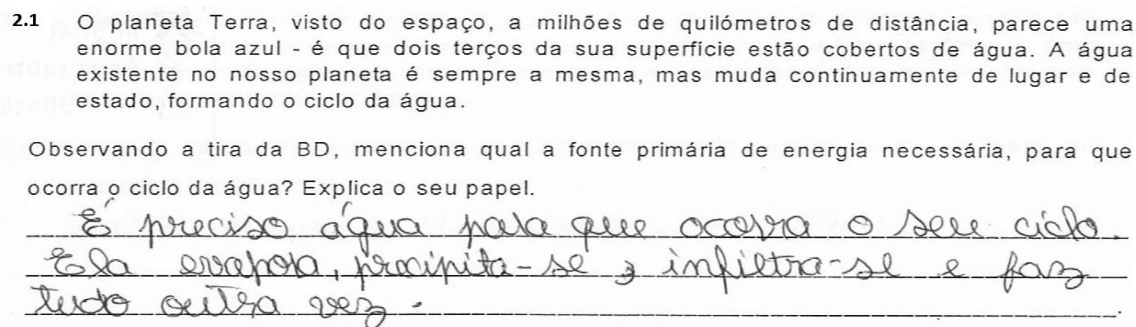 2.1 O planeta Terra, visto do espaço, a milhões de quilómetros de distância, parece uma
enorme bola azul - é que dois terços da sua superfície estão cobertos de água. A água
existente no nosso planeta é sempre a mesma, mas muda continuamente de lugar e de
estado, formando o ciclo da água.
Observando a tira da BD, menciona qual a fonte primária de energia necessária, para que
ocorra o ciclo da água? Explica o seu papel.
É preciso água para que ocorra o seu ciclo.
Ela evapora, precipita-se, infiltra-se e faz
tudo outra vez.